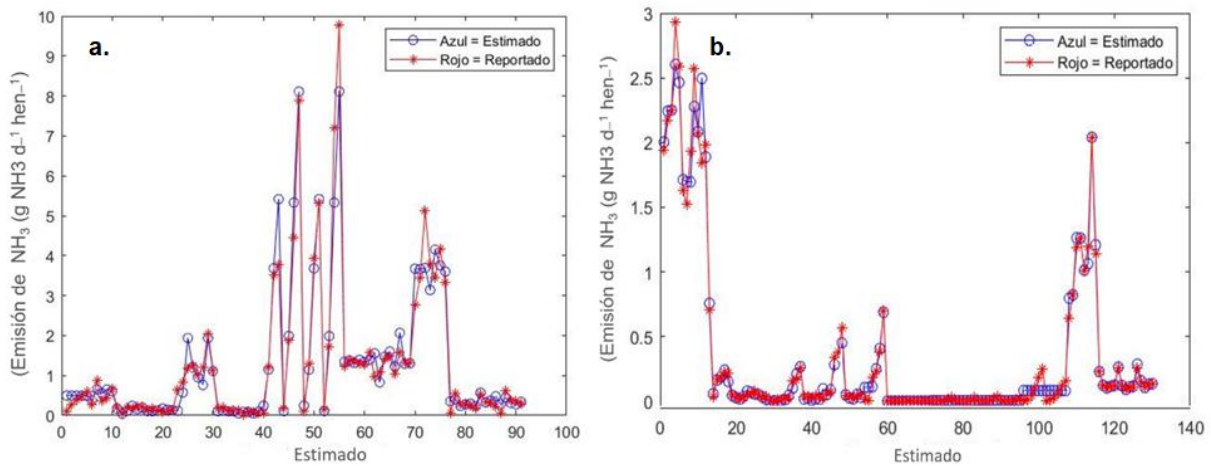 a.
Azul = Estimado
Rojo = Reportado
(Emisión de NH₃ (g NH3 d⁻¹ hen⁻¹)
10
9
8
7
6
5
4
3
2
1
0
0 10 20 30 40 50 60 70 80 90 100
Estimado
b.
Azul = Estimado
Rojo = Reportado
(Emisión de NH₃ (g NH3 d⁻¹ hen⁻¹)
3
2.5
2
1.5
1
0.5
0
0 20 40 60 80 100 120 140
Estimado